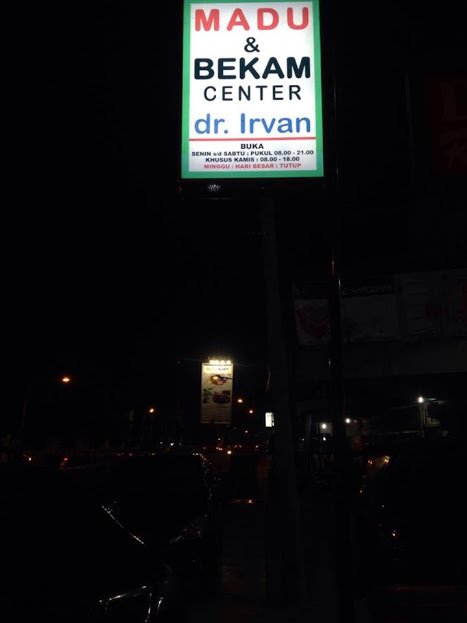 MADU
&
BEKAM
CENTER
dr. Irvan
BUKA
SENIN s/d SABTU : PUKUL 08.00 - 21.00
KHUSUS KAMIS : 08.00 - 18.00
MINGGU / HARI BESAR : TUTUP